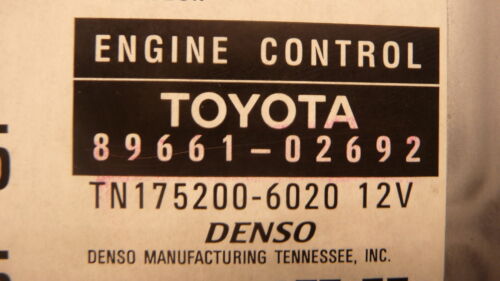 ENGINE CONTROL
TOYOTA
89661-02692
TN175200-6020 12V
DENSO
DENSO MANUFACTURING TENNESSEE, INC.